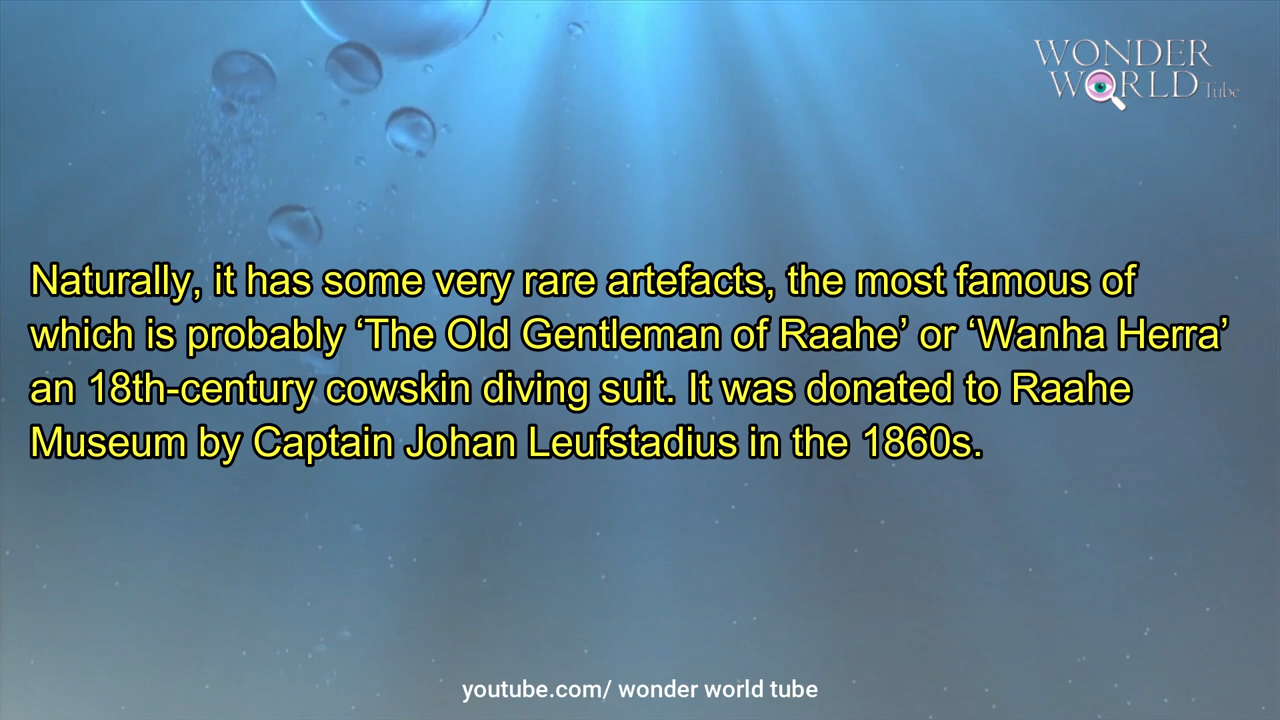 WONDER
WORLD Tube
Naturally, it has some very rare artefacts, the most famous of
which is probably ‘The Old Gentleman of Raahe’ or ‘Wanha Herra’
an 18th-century cowskin diving suit. It was donated to Raahe
Museum by Captain Johan Leufstadius in the 1860s.
youtube.com/ wonder world tube